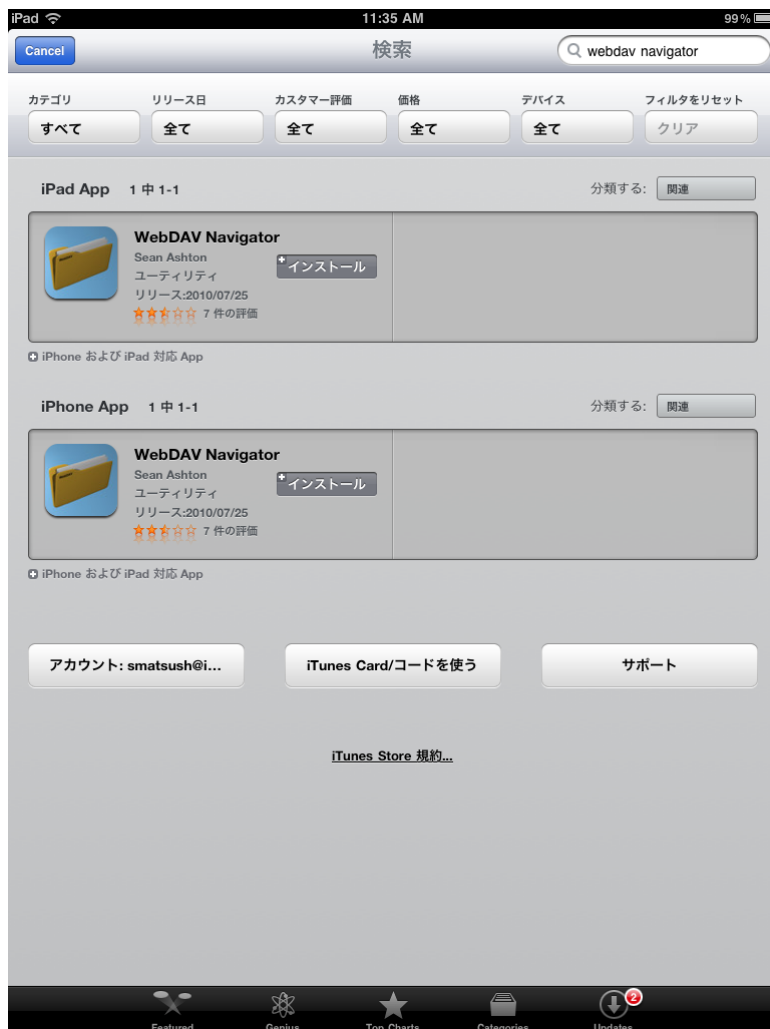 iPad 11:35 AM 99%
Cancel 検索 webdav navigator
カテゴリ リリース日 カスタマー評価 価格 デバイス フィルタをリセット
すべて 全て 全て 全て 全て クリア
iPad App 1 中 1-1 分類する: 関連
WebDAV Navigator
Sean Ashton
インストール
ユーティリティ
リリース:2010/07/25
7 件の評価
iPhone および iPad 対応 App
iPhone App 1 中 1-1 分類する: 関連
WebDAV Navigator
Sean Ashton
インストール
ユーティリティ
リリース:2010/07/25
7 件の評価
iPhone および iPad 対応 App
アカウント: smatsush@i... iTunes Card/コードを使う サポート
iTunes Store 規約...
2
Featured Genius Top Charts Categories Updates